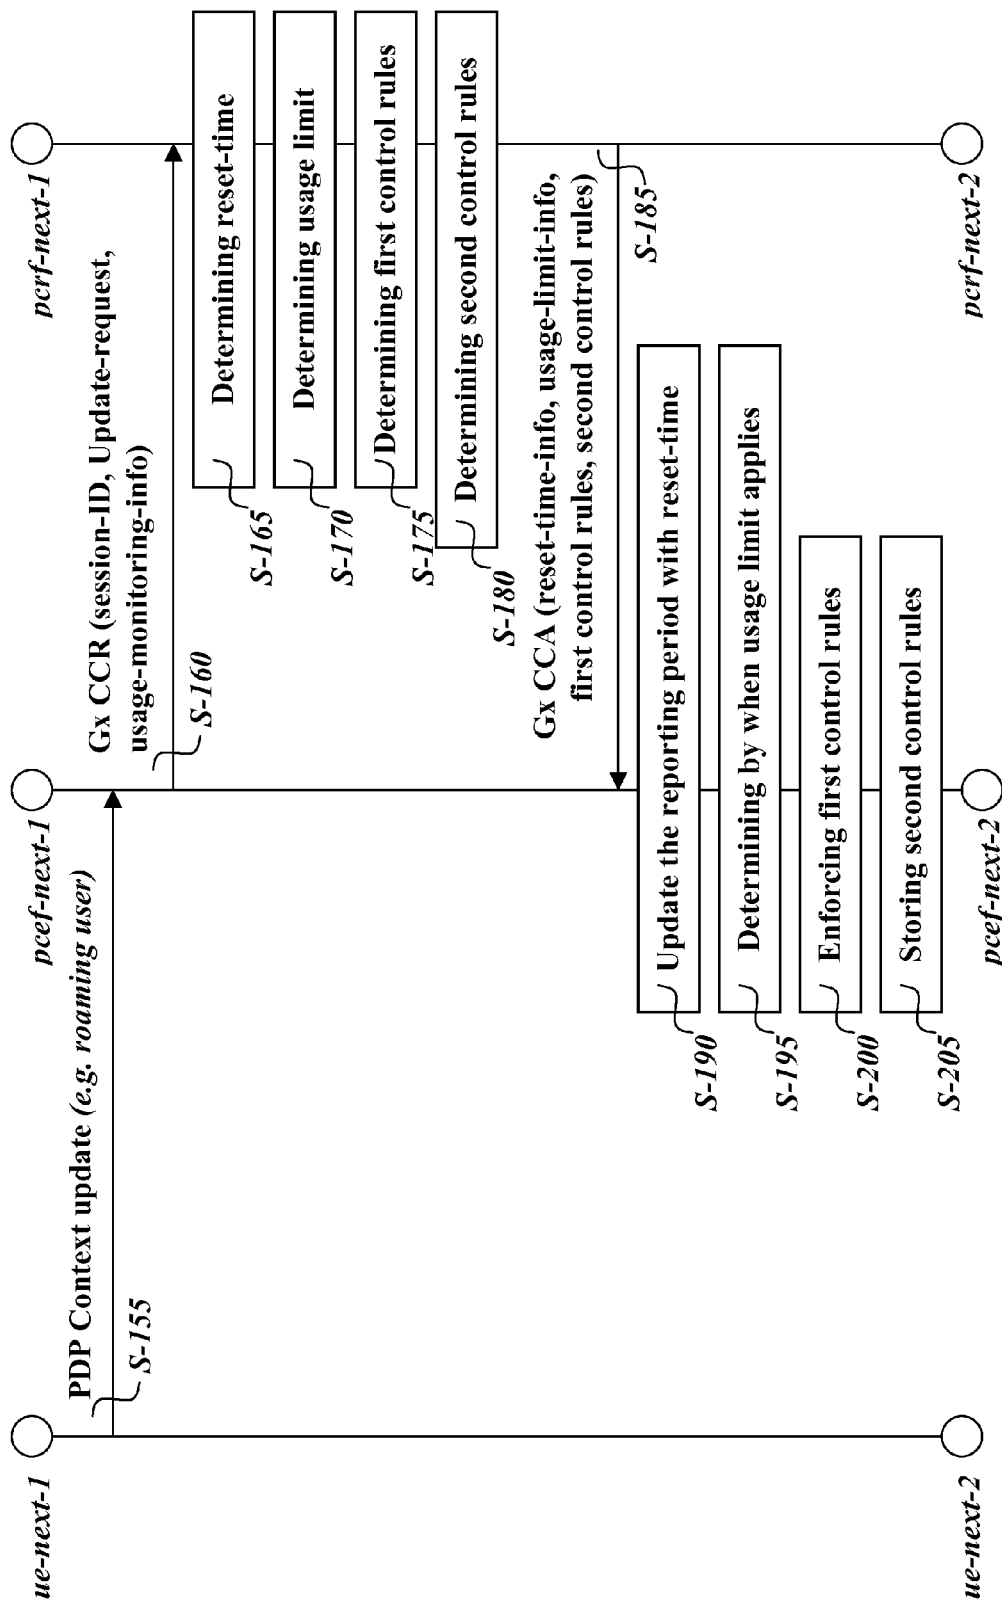 ue-next-1
pcef-next-1
pcrf-next-1
PDP Context update (e.g. roaming user)
S-155
Gx CCR (session-ID, Update-request,
usage-monitoring-info)
S-160
Determining reset-time
S-165
Determining usage limit
S-170
Determining first control rules
S-175
Determining second control rules
S-180
Gx CCA (reset-time-info, usage-limit-info,
first control rules, second control rules)
S-185
Update the reporting period with reset-time
S-190
Determining by when usage limit applies
S-195
Enforcing first control rules
S-200
Storing second control rules
S-205
ue-next-2
pcef-next-2
pcrf-next-2